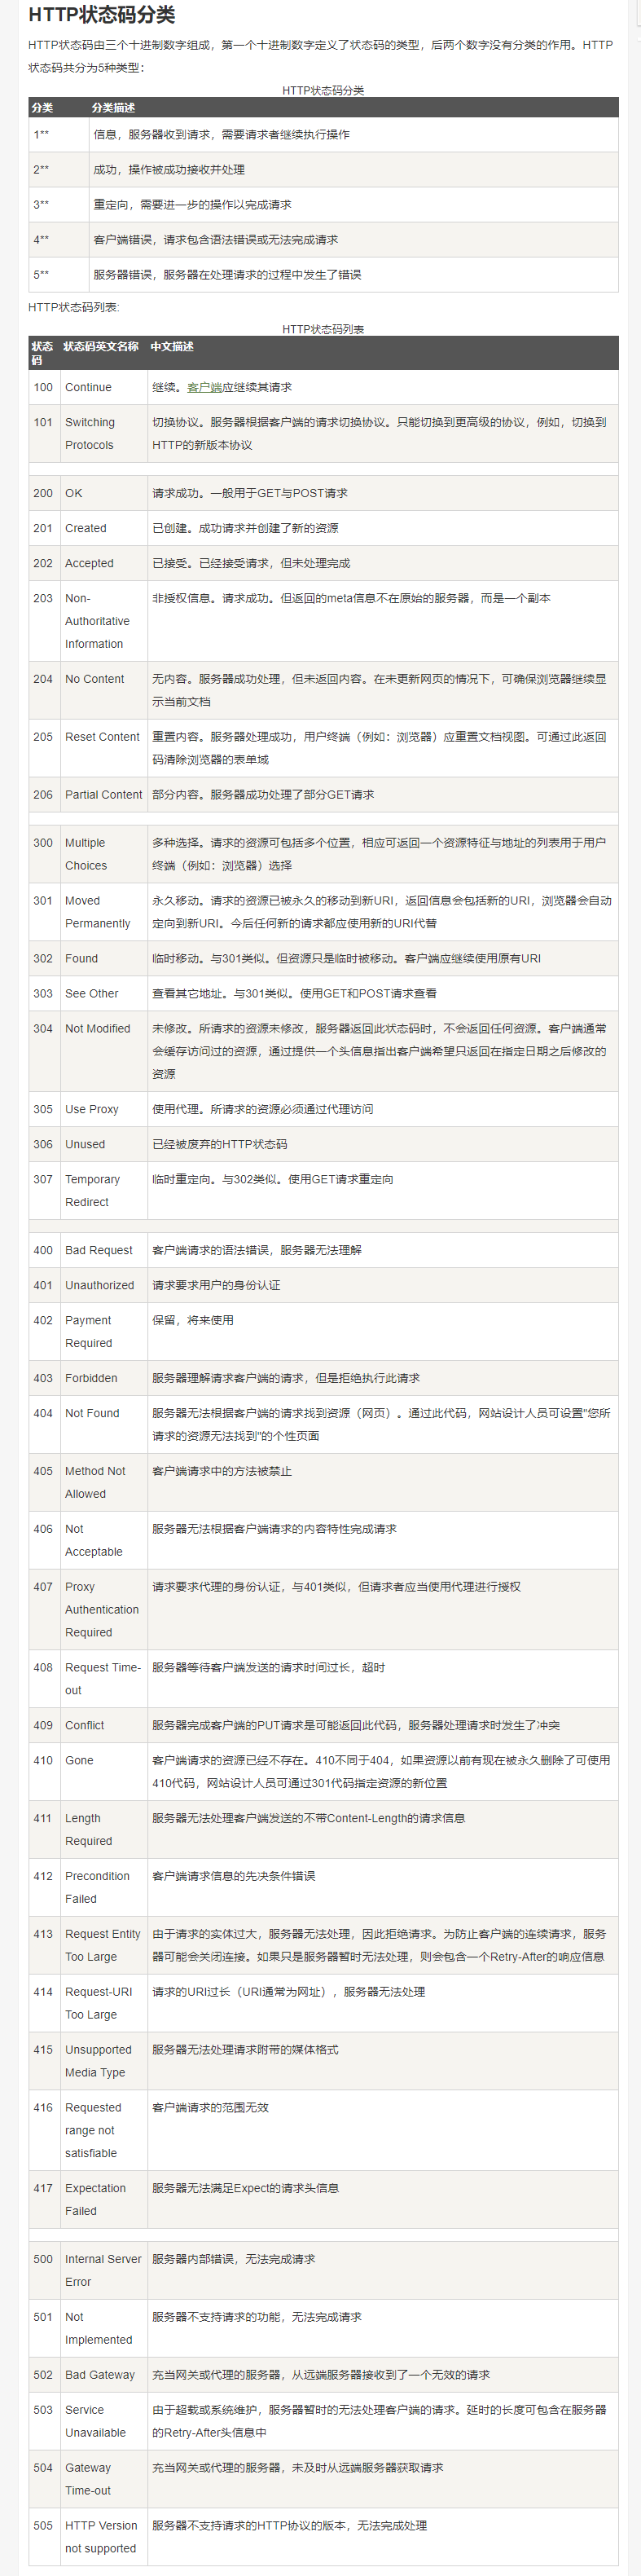 HTTP状态码分类
HTTP状态码由三个十进制数字组成，第一个十进制数字定义了状态码的类型，后两个数字没有分类的作用。HTTP
状态码共分为5种类型：
HTTP状态码分类
分类 分类描述
1** 信息，服务器收到请求，需要请求者继续执行操作
2** 成功，操作被成功接收并处理
3** 重定向，需要进一步的操作以完成请求
4** 客户端错误，请求包含语法错误或无法完成请求
5** 服务器错误，服务器在处理请求的过程中发生了错误
HTTP状态码列表:
HTTP状态码列表
状态 状态码英文名称 中文描述
码
100 Continue 继续。客户端应继续其请求
101 Switching 切换协议。服务器根据客户端的请求切换协议。只能切换到更高级的协议，例如，切换到
Protocols HTTP的新版本协议
200 OK 请求成功。一般用于GET与POST请求
201 Created 已创建。成功请求并创建了新的资源
202 Accepted 已接受。已经接受请求，但未处理完成
203 Non- 非授权信息。请求成功。但返回的meta信息不在原始的服务器，而是一个副本
Authoritative
Information
204 No Content 无内容。服务器成功处理，但未返回内容。在未更新网页的情况下，可确保浏览器继续显
示当前文档
205 Reset Content 重置内容。服务器处理成功，用户终端（例如：浏览器）应重置文档视图。可通过此返回
码清除浏览器的表单域
206 Partial Content 部分内容。服务器成功处理了部分GET请求
300 Multiple 多种选择。请求的资源可包括多个位置，相应可返回一个资源特征与地址的列表用于用户
Choices 终端（例如：浏览器）选择
301 Moved 永久移动。请求的资源已被永久的移动到新URI，返回信息会包括新的URI，浏览器会自动
Permanently 定向到新URI。今后任何新的请求都应使用新的URI代替
302 Found 临时移动。与301类似。但资源只是临时被移动。客户端应继续使用原有URI
303 See Other 查看其它地址。与301类似。使用GET和POST请求查看
304 Not Modified 未修改。所请求的资源未修改，服务器返回此状态码时，不会返回任何资源。客户端通常
会缓存访问过的资源，通过提供一个头信息指出客户端希望只返回在指定日期之后修改的
资源
305 Use Proxy 使用代理。所请求的资源必须通过代理访问
306 Unused 已经被废弃的HTTP状态码
307 Temporary 临时重定向。与302类似。使用GET请求重定向
Redirect
400 Bad Request 客户端请求的语法错误，服务器无法理解
401 Unauthorized 请求要求用户的身份认证
402 Payment 保留，将来使用
Required
403 Forbidden 服务器理解请求客户端的请求，但是拒绝执行此请求
404 Not Found 服务器无法根据客户端的请求找到资源（网页）。通过此代码，网站设计人员可设置"您所
请求的资源无法找到"的个性页面
405 Method Not 客户端请求中的方法被禁止
Allowed
406 Not 服务器无法根据客户端请求的内容特性完成请求
Acceptable
407 Proxy 请求要求代理的身份认证，与401类似，但请求者应当使用代理进行授权
Authentication
Required
408 Request Time- 服务器等待客户端发送的请求时间过长，超时
out
409 Conflict 服务器完成客户端的PUT请求是可能返回此代码，服务器处理请求时发生了冲突
410 Gone 客户端请求的资源已经不存在。410不同于404，如果资源以前有现在被永久删除了可使用
410代码，网站设计人员可通过301代码指定资源的新位置
411 Length 服务器无法处理客户端发送的不带Content-Length的请求信息
Required
412 Precondition 客户端请求信息的先决条件错误
Failed
413 Request Entity 由于请求的实体过大，服务器无法处理，因此拒绝请求。为防止客户端的连续请求，服务
Too Large 器可能会关闭连接。如果只是服务器暂时无法处理，则会包含一个Retry-After的响应信息
414 Request-URI 请求的URI过长（URI通常为网址），服务器无法处理
Too Large
415 Unsupported 服务器无法处理请求附带的媒体格式
Media Type
416 Requested 客户端请求的范围无效
range not
satisfiable
417 Expectation 服务器无法满足Expect的请求头信息
Failed
500 Internal Server 服务器内部错误，无法完成请求
Error
501 Not 服务器不支持请求的功能，无法完成请求
Implemented
502 Bad Gateway 充当网关或代理的服务器，从远端服务器接收到了一个无效的请求
503 Service 由于超载或系统维护，服务器暂时的无法处理客户端的请求。延时的长度可包含在服务器
Unavailable 的Retry-After头信息中
504 Gateway 充当网关或代理的服务器，未及时从远端服务器获取请求
Time-out
505 HTTP Version 服务器不支持请求的HTTP协议的版本，无法完成处理
not supported